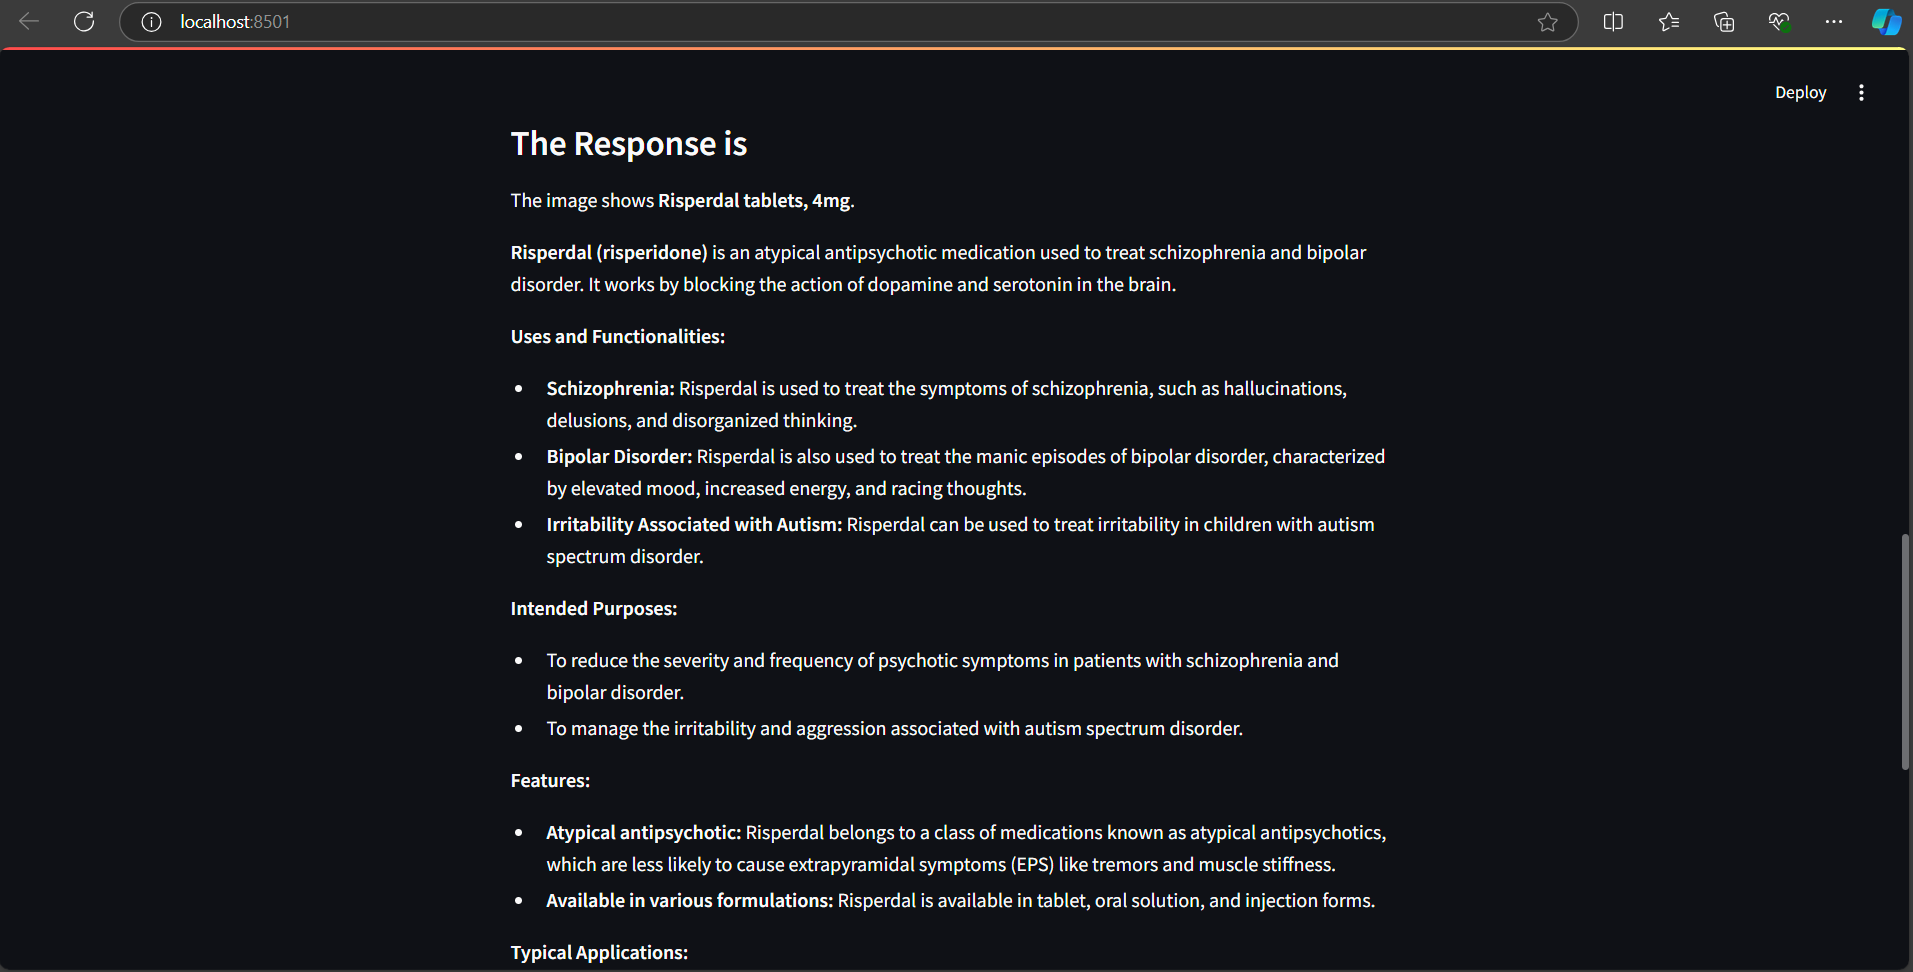 localhost:8501
Deploy
The Response is
The image shows Risperdal tablets, 4mg.
Risperdal (risperidone) is an atypical antipsychotic medication used to treat schizophrenia and bipolar
disorder. It works by blocking the action of dopamine and serotonin in the brain.
Uses and Functionalities:
Schizophrenia: Risperdal is used to treat the symptoms of schizophrenia, such as hallucinations,
delusions, and disorganized thinking.
Bipolar Disorder: Risperdal is also used to treat the manic episodes of bipolar disorder, characterized
by elevated mood, increased energy, and racing thoughts.
Irritability Associated with Autism: Risperdal can be used to treat irritability in children with autism
spectrum disorder.
Intended Purposes:
To reduce the severity and frequency of psychotic symptoms in patients with schizophrenia and
bipolar disorder.
To manage the irritability and aggression associated with autism spectrum disorder.
Features:
Atypical antipsychotic: Risperdal belongs to a class of medications known as atypical antipsychotics,
which are less likely to cause extrapyramidal symptoms (EPS) like tremors and muscle stiffness.
Available in various formulations: Risperdal is available in tablet, oral solution, and injection forms.
Typical Applications: